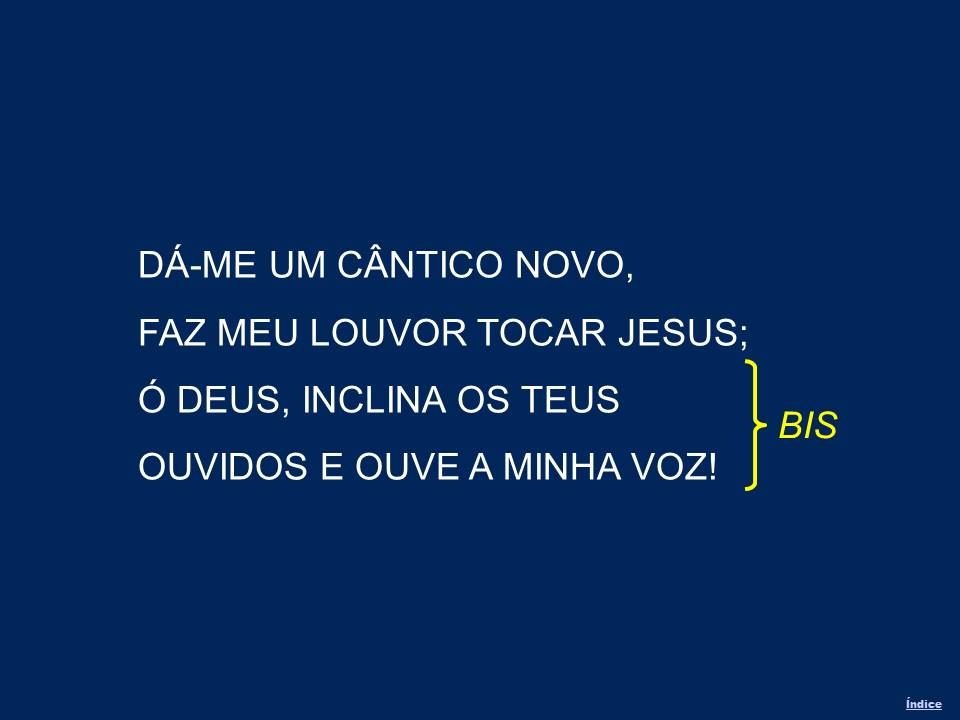 DÁ-ME UM CÂNTICO NOVO,
FAZ MEU LOUVOR TOCAR JESUS;
Ó DEUS, INCLINA OS TEUS
OUVIDOS E OUVE A MINHA VOZ!
BIS
Índice